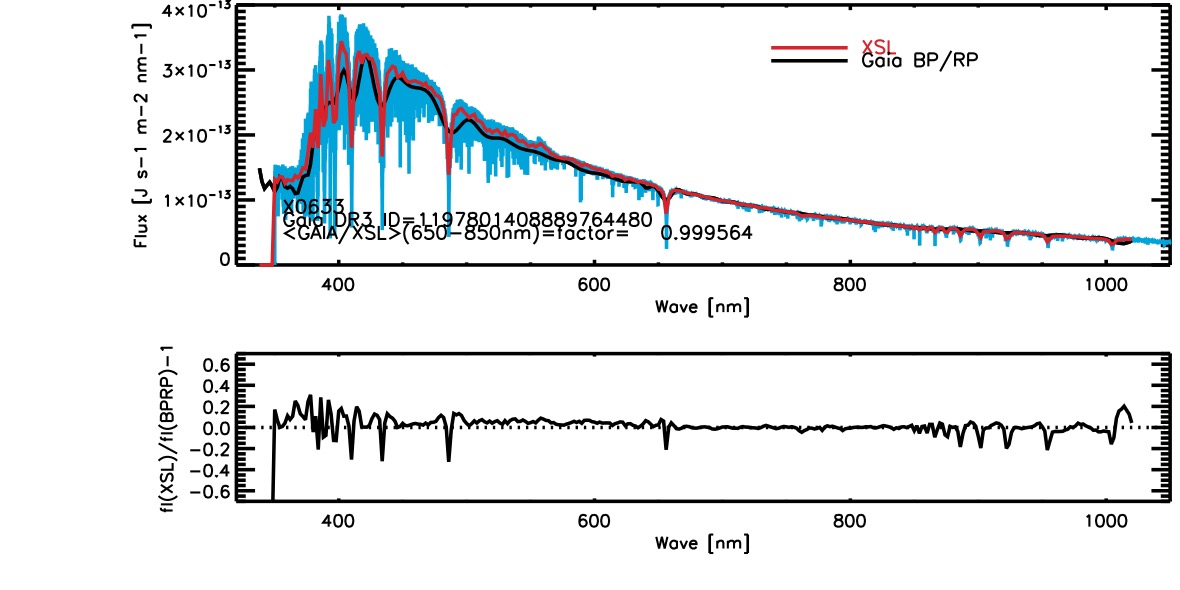 4×10−13
3×10−13
2×10−13
1×10−13
0
Flux [J s−1 m−2 nm−1]
XSL
Gaia BP/RP
X0633
Gaia DR3 ID=1197801408889764480
<GAIA/XSL>(650−850nm)=factor= 0.999564
400 600 800 1000
Wave [nm]
0.6
0.4
0.2
0.0
−0.2
−0.4
−0.6
fl(XSL)/fl(BPRP)−1
400 600 800 1000
Wave [nm]